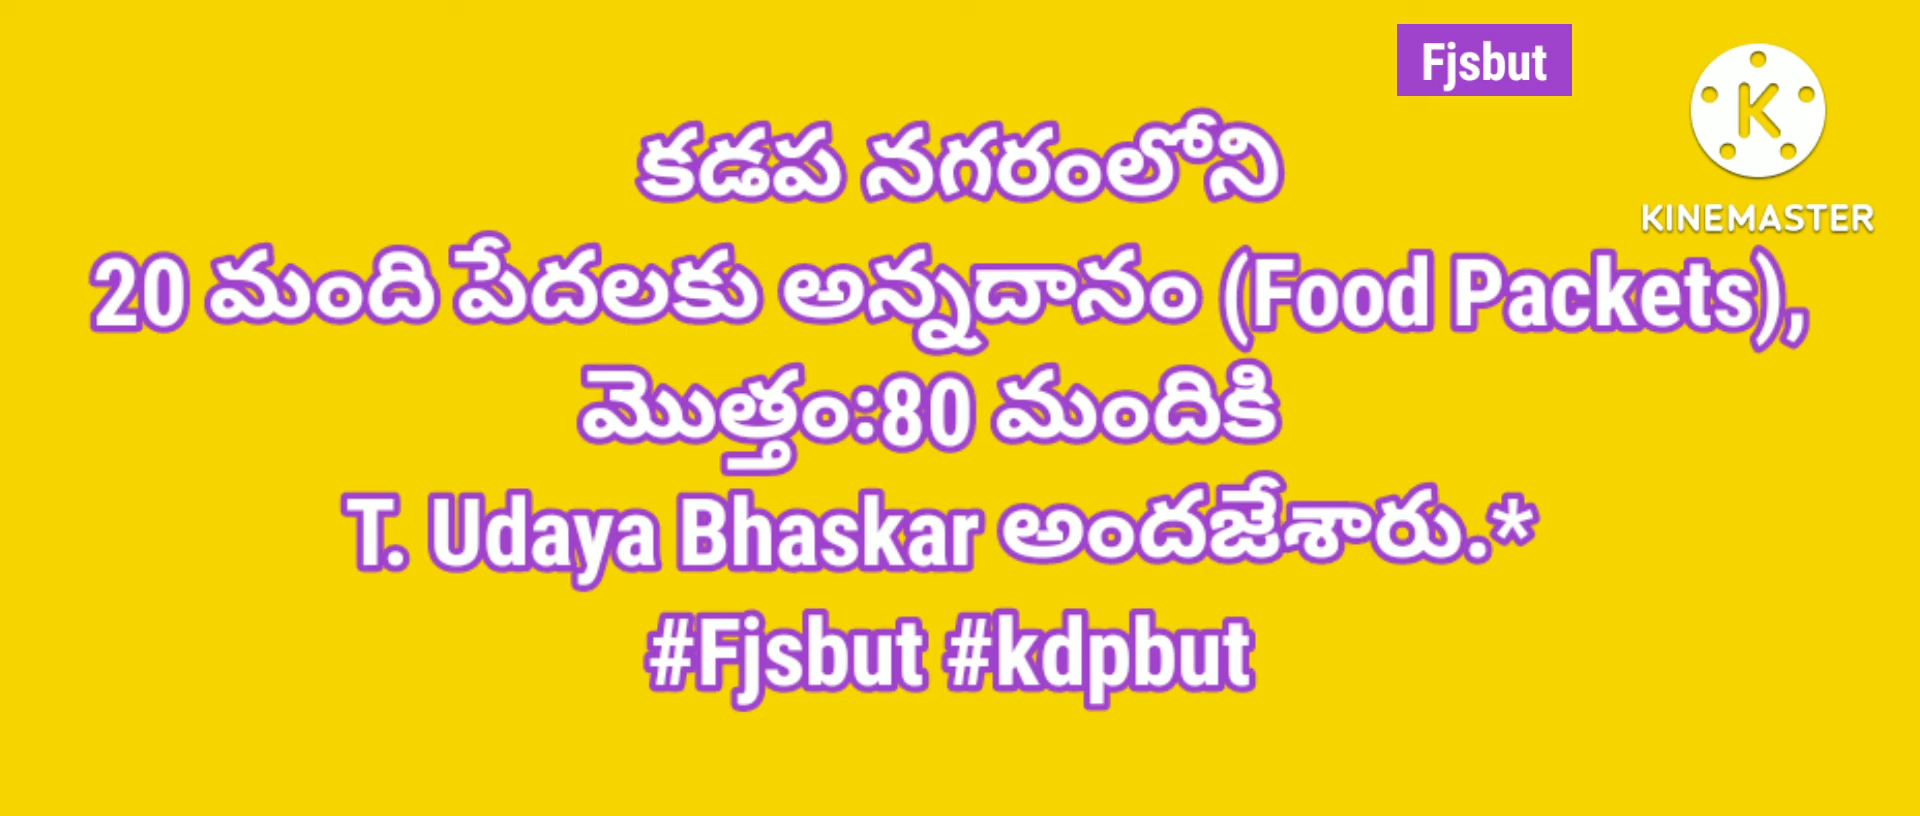 Fjsbut
KINEMASTER
కడప నగరంలోని
20 మంది పేదలకు అన్నదానం (Food Packets),
మొత్తం:80 మందికి
T. Udaya Bhaskar అందజేశారు.*
#Fjsbut #kdpbut